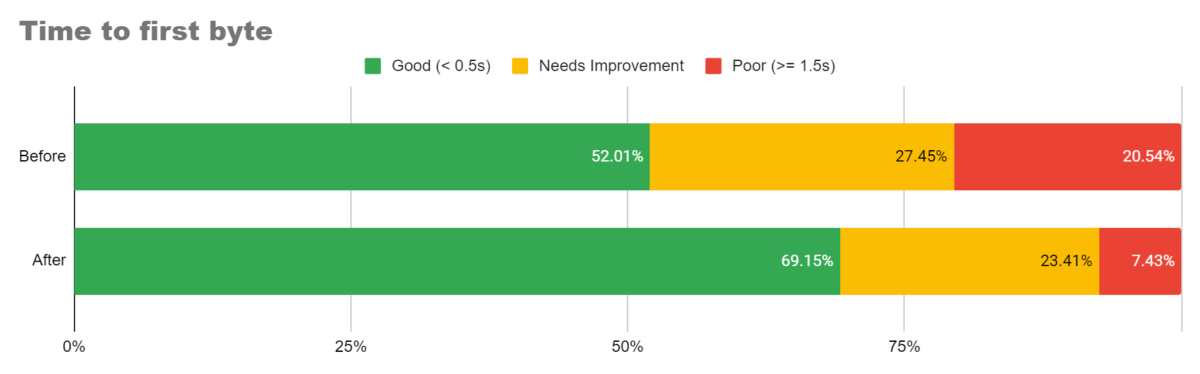 Time to first byte
Good (< 0.5s) Needs Improvement Poor (>= 1.5s)
Before 52.01% 27.45% 20.54%
After 69.15% 23.41% 7.43%
0% 25% 50% 75%